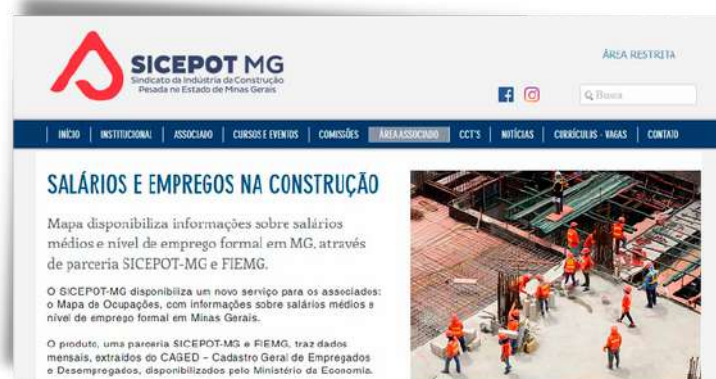 SICEPOT MG
Sindicato da Indústria da Construção
Pesada no Estado de Minas Gerais
ÁREA RESTRITA
Busca
INÍCIO | INSTITUCIONAL | ASSOCIADO | CURSOS E EVENTOS | COMISSÕES | ÁREA ASSOCIADO | CCT'S | NOTÍCIAS | CURRÍCULOS - VAGAS | CONTATO
SALÁRIOS E EMPREGOS NA CONSTRUÇÃO
Mapa disponibiliza informações sobre salários
médios e nível de emprego formal em MG, através
de parceria SICEPOT-MG e FIEMG.
O SICEPOT-MG disponibiliza um novo serviço para os associados:
o Mapa de Ocupações, com informações sobre salários médios e
nível de emprego formal em Minas Gerais.
O produto, uma parceria SICEPOT-MG e FIEMG, traz dados
mensais, extraídos do CAGED – Cadastro Geral de Empregados
e Desempregados, disponibilizados pelo Ministério da Economia.